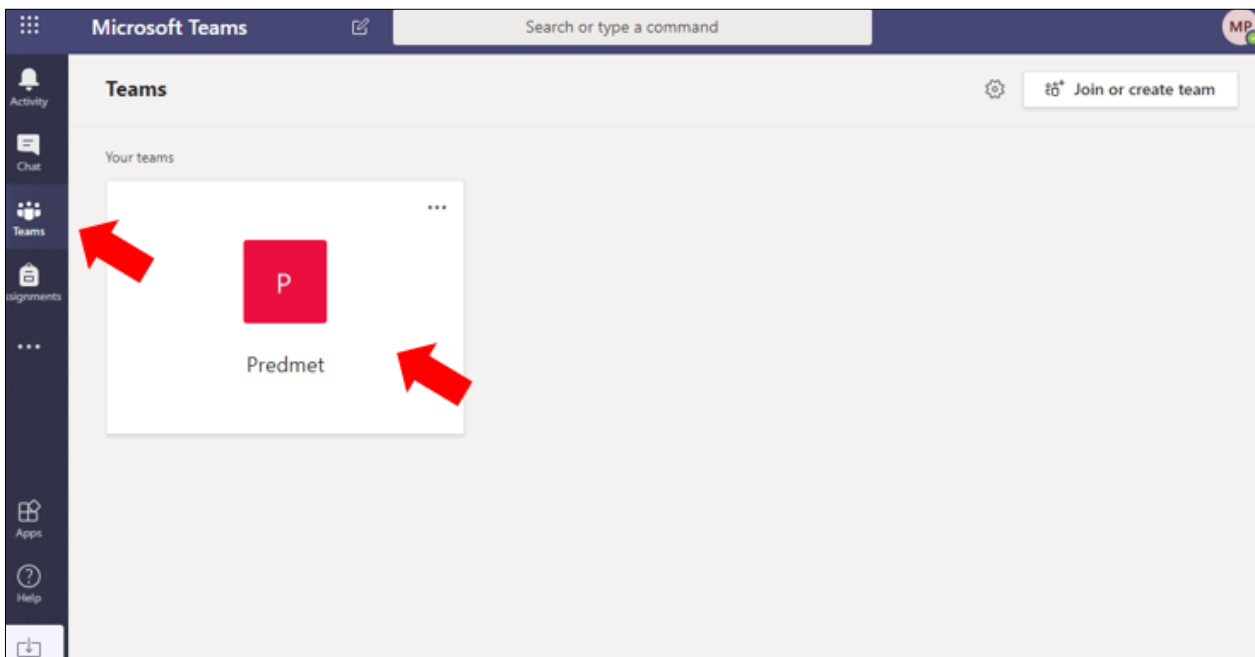 Microsoft Teams
Search or type a command
MP
Activity
Teams
Join or create team
Chat
Your teams
Teams
P
ssignments
Predmet
Apps
Help